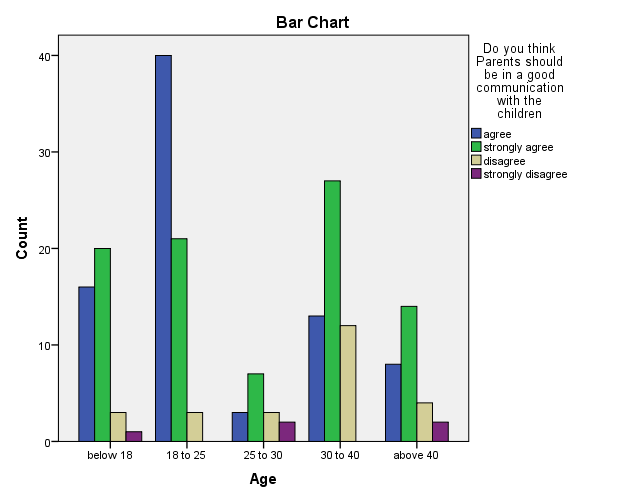 Bar Chart
Do you think
Parents should
be in a good
communication
with the
children
agree
strongly agree
disagree
strongly disagree
Count
40
30
20
10
0
below 18
18 to 25
25 to 30
30 to 40
above 40
Age